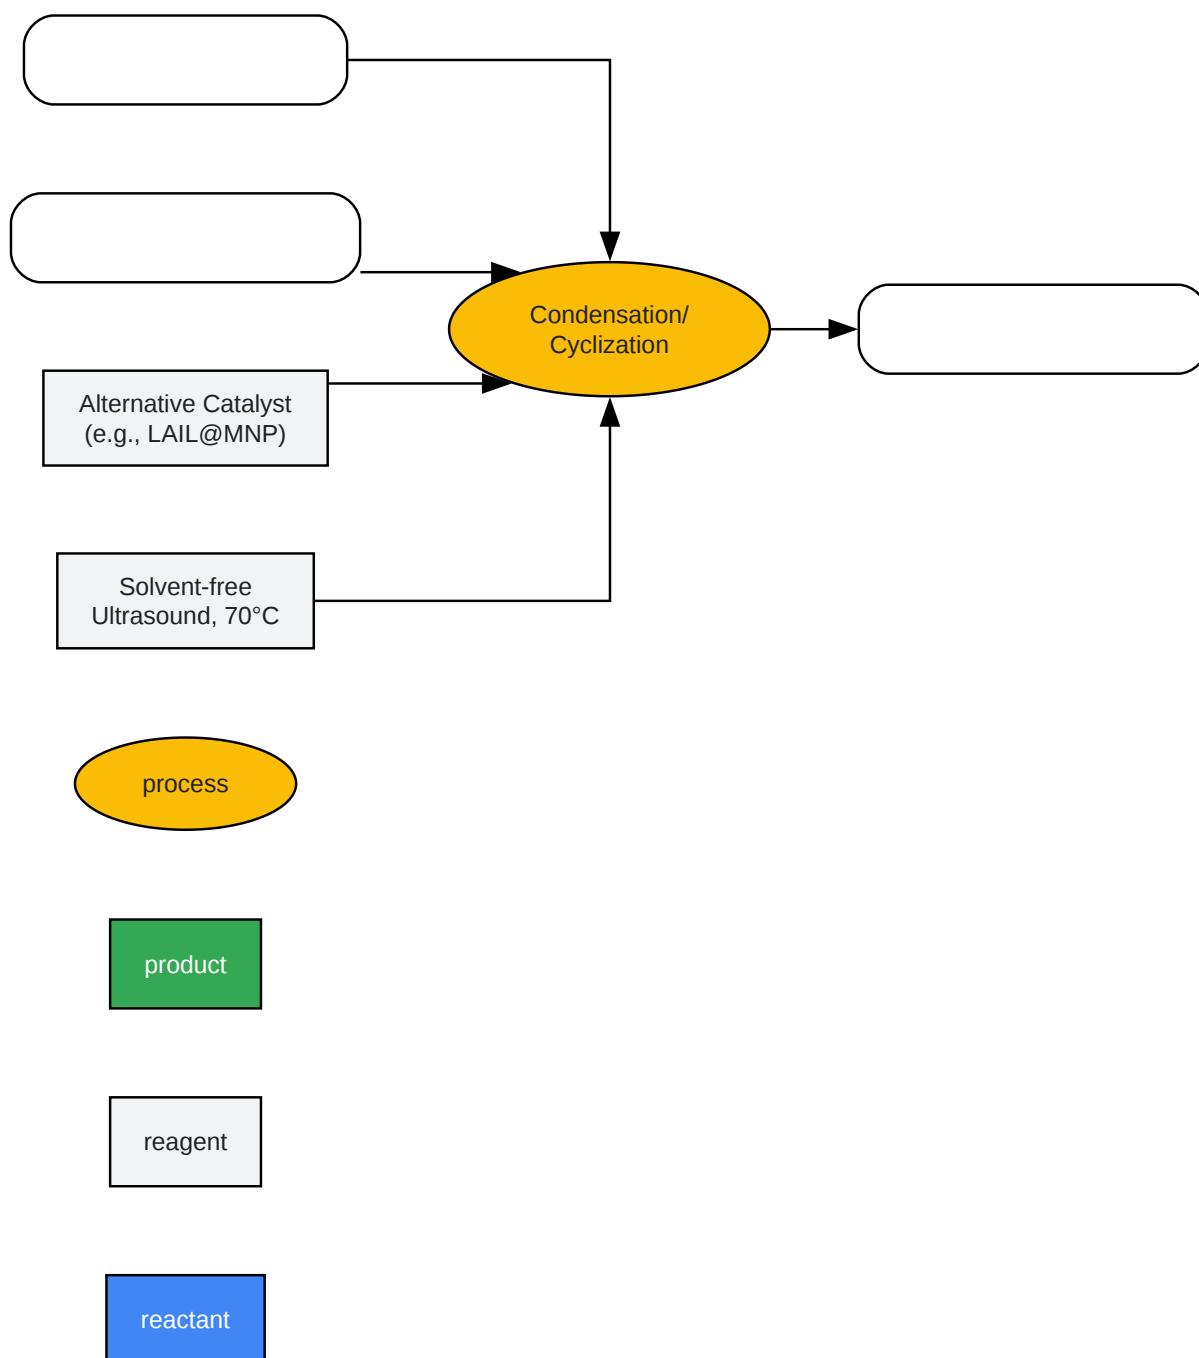 Condensation/
Cyclization
Alternative Catalyst
(e.g., LAIL@MNP)
Solvent-free
Ultrasound, 70°C
process
product
reagent
reactant